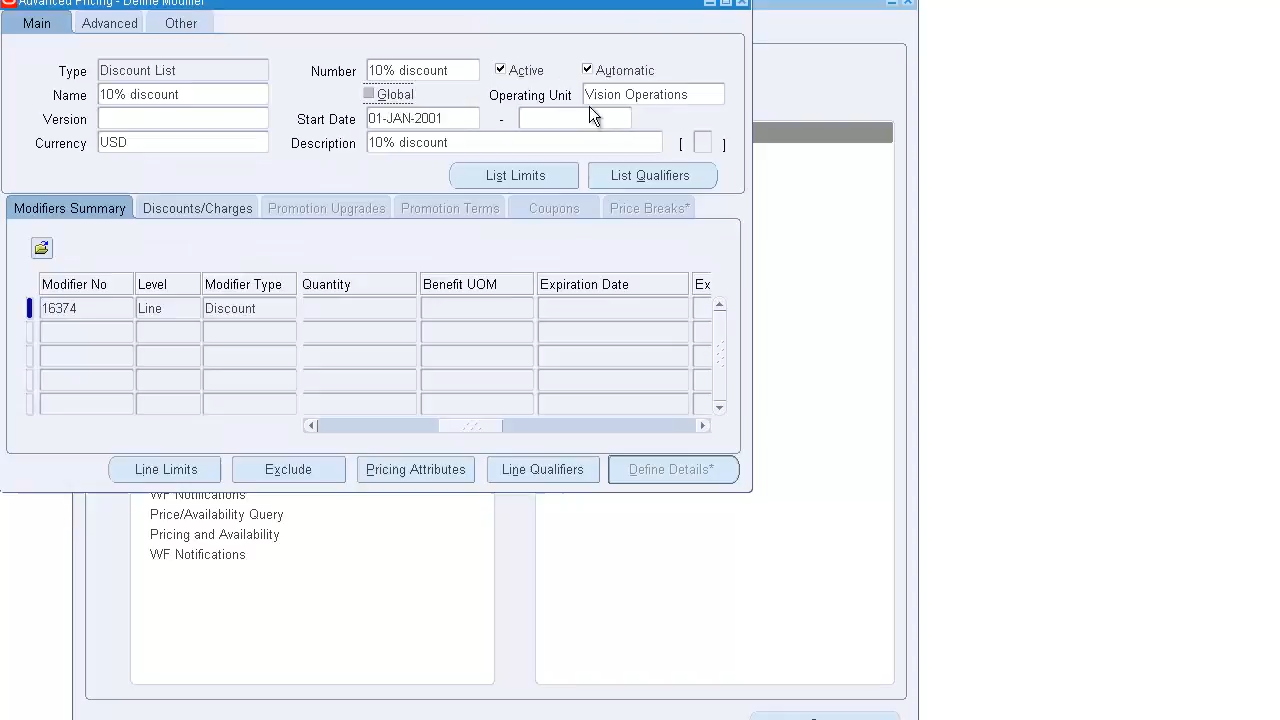 Advanced Pricing - Define Modifier
Main Advanced Other
Type Discount List Number 10% discount Active Automatic
Name 10% discount Global Operating Unit Vision Operations
Version Start Date 01-JAN-2001 -
Currency USD Description 10% discount [ ]
List Limits List Qualifiers
Modifiers Summary Discounts/Charges Promotion Upgrades Promotion Terms Coupons Price Breaks*
Modifier No Level Modifier Type Quantity Benefit UOM Expiration Date Ex
16374 Line Discount
Line Limits Exclude Pricing Attributes Line Qualifiers Define Details*
WF Notifications
Price/Availability Query
Pricing and Availability
WF Notifications